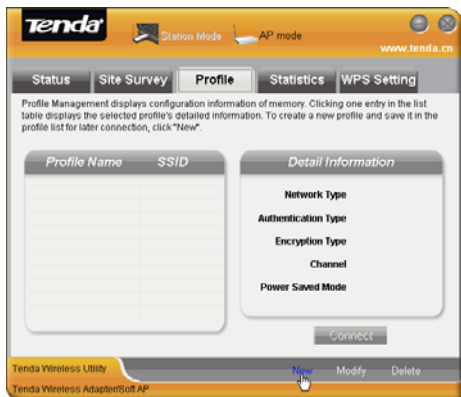 Tenda
Station Mode AP mode
www.tenda.cn
Status Site Survey Profile Statistics WPS Setting
Profile Management displays configuration information of memory. Clicking one entry in the list
table displays the selected profile's detailed information. To create a new profile and save it in the
profile list for later connection, click "New".
Profile Name SSID
Detail Information
Network Type
Authentication Type
Encryption Type
Channel
Power Saved Mode
Connect
Tenda Wireless Utility
New Modify Delete
Tenda Wireless Adapter/Soft AP